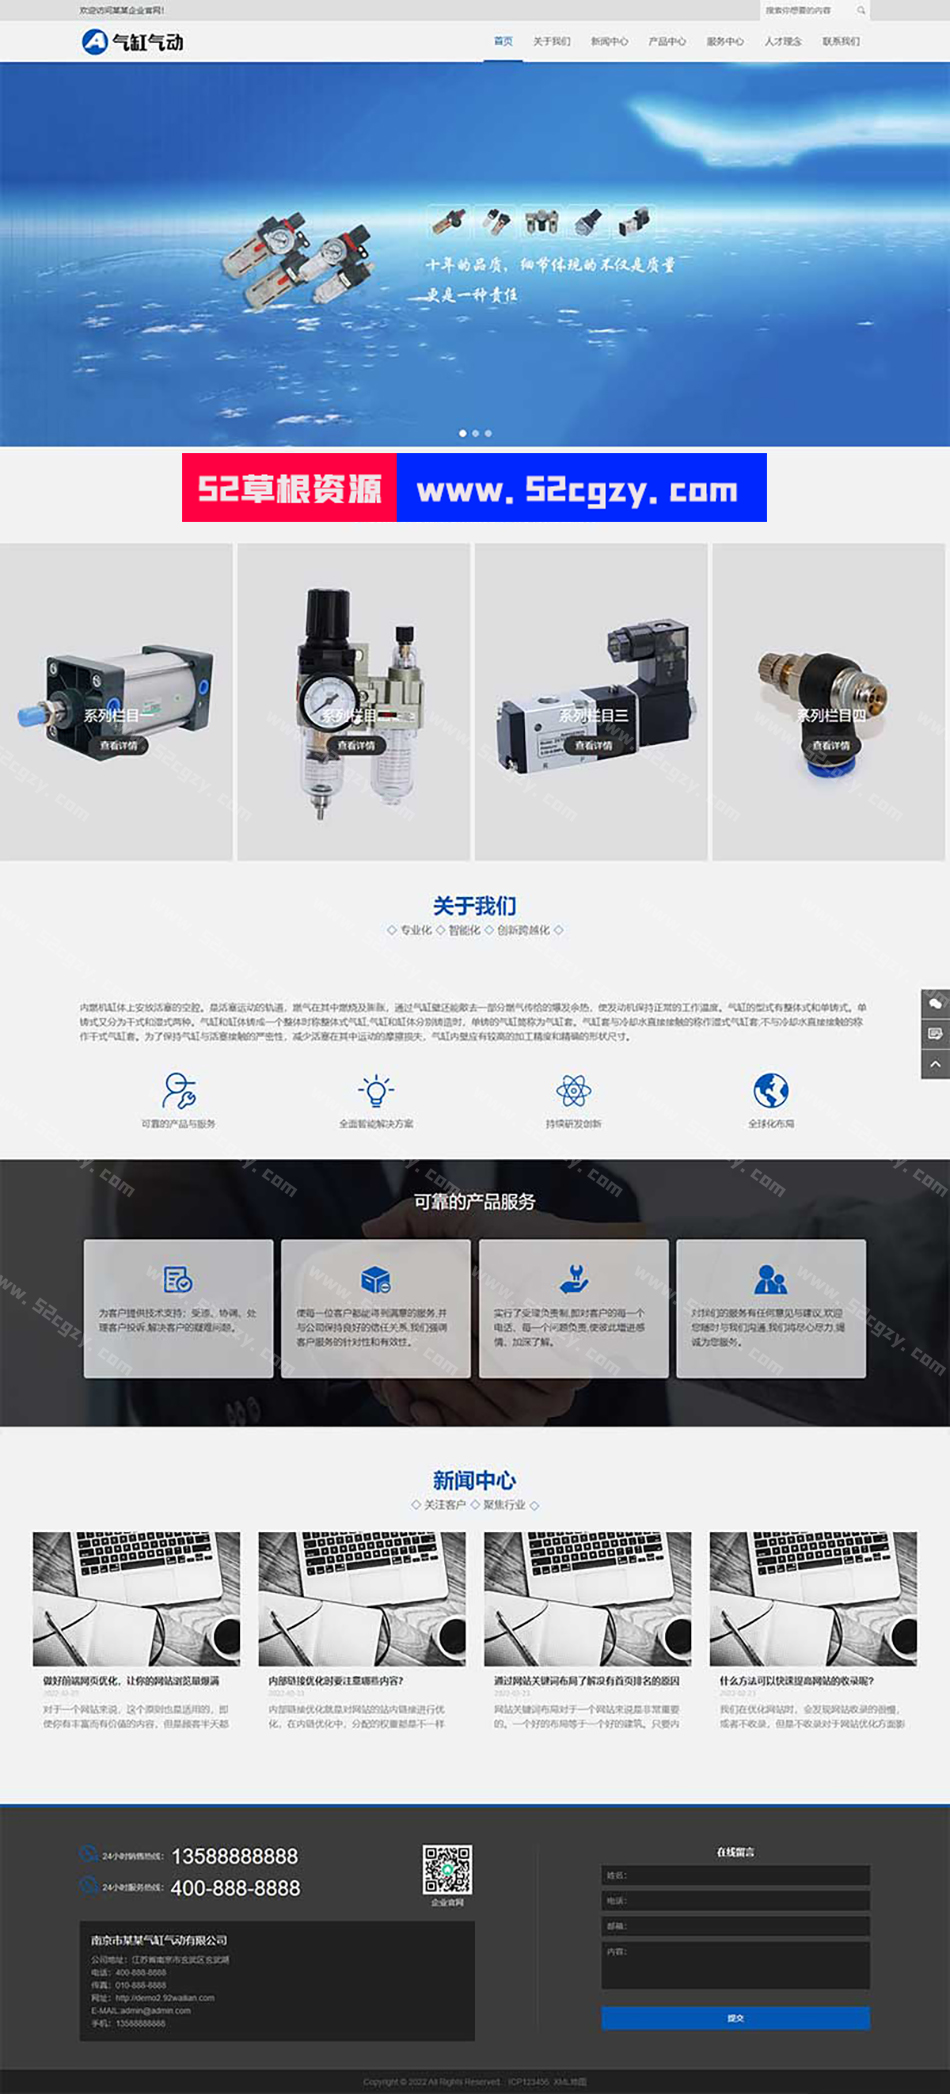 欢迎访问某某企业官网!
搜索你想要的内容
气缸气动
首页 关于我们 新闻中心 产品中心 服务中心 人才理念 联系我们
十年的品质，细节体现的不仅是质量
更是一种责任
52草根资源 www.52cgzy.com
系列栏目一 系列栏目二 系列栏目三 系列栏目四
查看详情 查看详情 查看详情 查看详情
关于我们
◇ 专业化 ◇ 智能化 ◇ 创新跨越化 ◇
内燃机缸体上安放活塞的空腔。是活塞运动的轨道，燃气在其中燃烧及膨胀，通过气缸壁还能散去一部分燃气传给的爆发余热，使发动机保持正常的工作温度。气缸的型式有整体式和单铸式。单
铸式又分为干式和湿式两种。气缸和缸体铸成一个整体时称整体式气缸;气缸和缸体分别铸造时，单铸的气缸筒称为气缸套。气缸套与冷却水直接接触的称作湿式气缸套;不与冷却水直接接触的称
作干式气缸套。为了保持气缸与活塞接触的严密性，减少活塞在其中运动的摩擦损失，气缸内壁应有较高的加工精度和精确的形状尺寸。
可靠的产品与服务 全面智能解决方案 持续研发创新 全球化布局
可靠的产品服务
为客户提供技术支持；受添、协调、处
理客户投诉,解决客户的疑难问题。
使每一位客户都能得到满意的服务,并
与公司保持良好的信任关系,我们强调
客户服务的针对性和有效性。
实行了受理负责制,即对客户的每一个
电话、每一个问题负责,使彼此增进感
情、加深了解。
对我们的服务有任何意见与建议,欢迎
您随时与我们沟通,我们将尽心尽力,竭
诚为您服务。
新闻中心
◇ 关注客户 ◇ 聚焦行业 ◇
做好前端网页优化，让你的网站浏览量爆满
对于一个网站来说，这个原则也是适用的，即
使你有丰富而有价值的内容，但是顾客半天都
内部链接优化时要注意哪些内容?
2022-02-23
内部链接优化就是对网站的站内链接进行优
化，在内链优化中，分配的权重都是不一样
通过网站关键词布局了解没有首页排名的原因
2022-02-23
网站关键词布局对于一个网站来说是非常重要
的。一个好的布局等于一个好的建筑。只要内
什么方法可以快速提高网站的收录呢?
2022-02-23
我们在优化网站时，会发现网站收录的很慢，
或者不收录，但是不收录对于网站优化方面影
24小时销售热线： 13588888888
24小时服务热线： 400-888-8888
企业官网
南京市某某气缸气动有限公司
公司地址：江苏省南京市玄武区玄武湖
电话：400-888-8888
传真：010-888-8888
网址：http://demo2.92wailian.com
E-MAIL:admin@admin.com
手机：13588888888
在线留言
姓名：
电话：
邮箱：
内容：
提交
Copyright © 2022 All Rights Reserved. ICP123456 XML地图